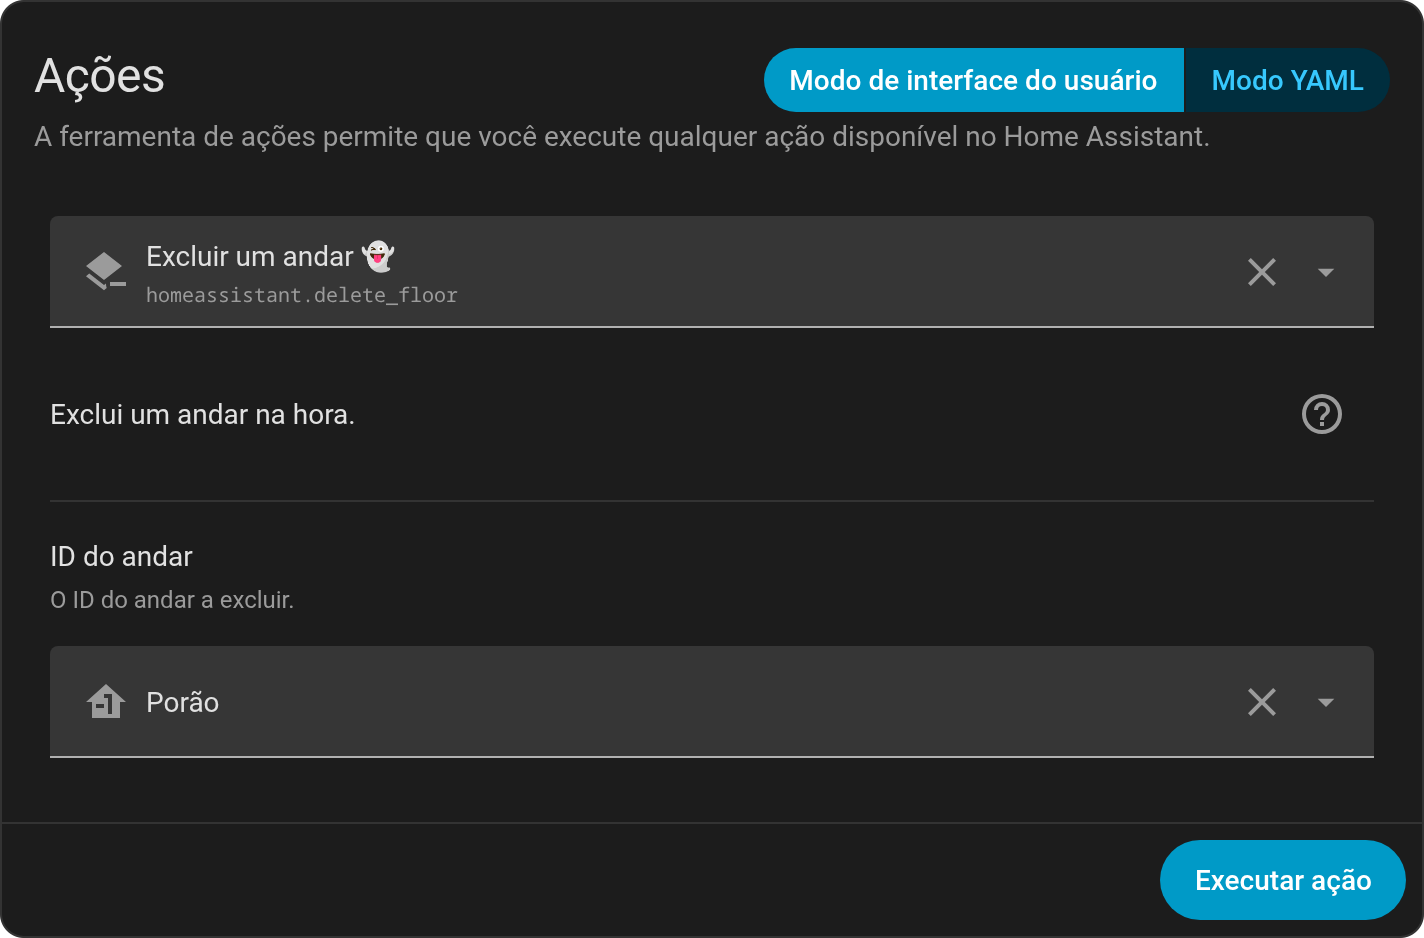 Ações
Modo de interface do usuário
Modo YAML
A ferramenta de ações permite que você execute qualquer ação disponível no Home Assistant.
Excluir um andar 👻
homeassistant.delete_floor
Exclui um andar na hora.
ID do andar
O ID do andar a excluir.
-1
Porão
Executar ação